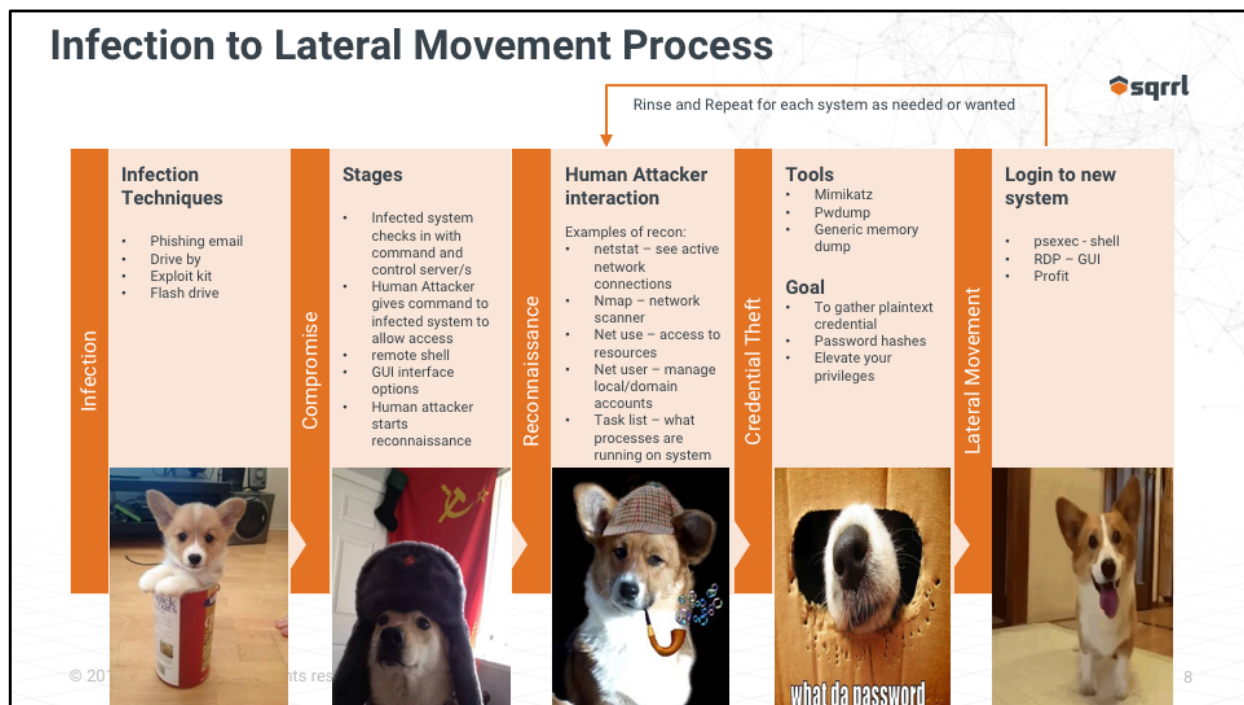 Infection to Lateral Movement Process
sqrrl
Rinse and Repeat for each system as needed or wanted
Infection
Infection
Techniques
• Phishing email
• Drive by
• Exploit kit
• Flash drive
Compromise
Stages
• Infected system
checks in with
command and
control server/s
• Human Attacker
gives command to
infected system to
allow access
• remote shell
• GUI interface
options
• Human attacker
starts
reconnaissance
Reconnaissance
Human Attacker
interaction
Examples of recon:
• netstat – see active
network
connections
• Nmap – network
scanner
• Net use – access to
resources
• Net user – manage
local/domain
accounts
• Task list – what
processes are
running on system
Credential Theft
Tools
• Mimikatz
• Pwdump
• Generic memory
dump
Goal
• To gather plaintext
credential
• Password hashes
• Elevate your
privileges
what da password
Lateral Movement
Login to new
system
• psexec - shell
• RDP – GUI
• Profit
©
8